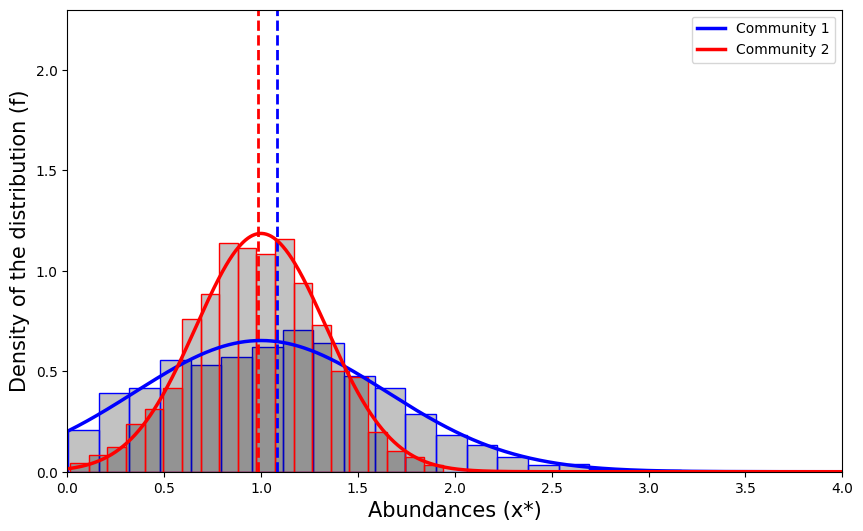 Community 1
Community 2
Density of the distribution (f)
2.0
1.5
1.0
0.5
0.0
0.0 0.5 1.0 1.5 2.0 2.5 3.0 3.5 4.0
Abundances (x*)